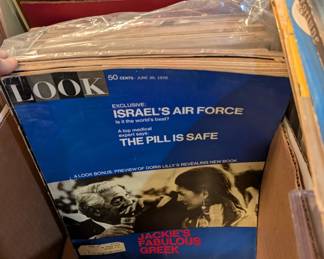 LOOK
50 CENTS · JUNE 30, 1970
EXCLUSIVE:
ISRAEL'S AIR FORCE
Is it the world's best?
A top medical
expert says:
THE PILL IS SAFE
A LOOK BONUS: PREVIEW OF DORIS LILLY'S REVEALING NEW BOOK
JACKIE'S
FABULOUS
GREEK